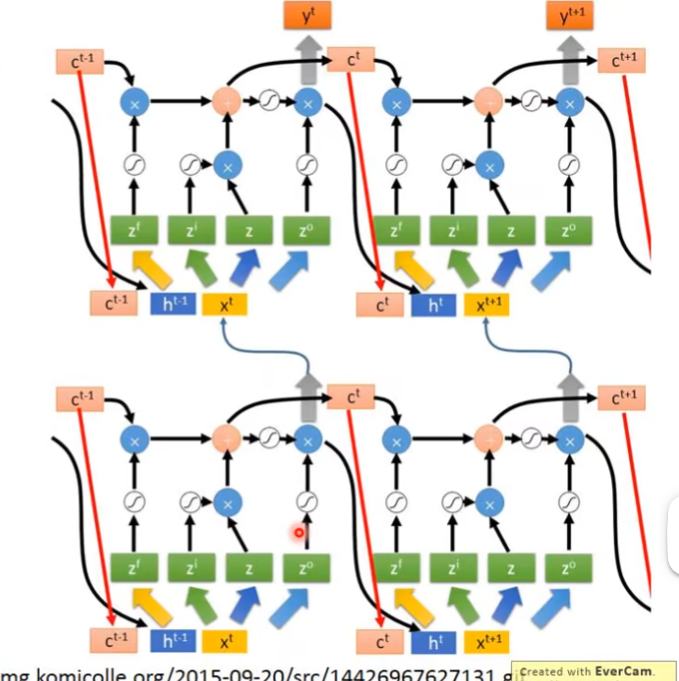 y^t y^t+1
c^t-1 c^t c^t+1
× + × × + ×
× ×
z^f z^i z z^o z^f z^i z z^o
c^t-1 h^t-1 x^t c^t h^t x^t+1
c^t-1 c^t c^t+1
× + × × + ×
× ×
z^f z^i z z^o z^f z^i z z^o
c^t-1 h^t-1 x^t c^t h^t x^t+1
mg.komicolle.org/2015-09-20/src/14426967627131.gif
Created with EverCam.